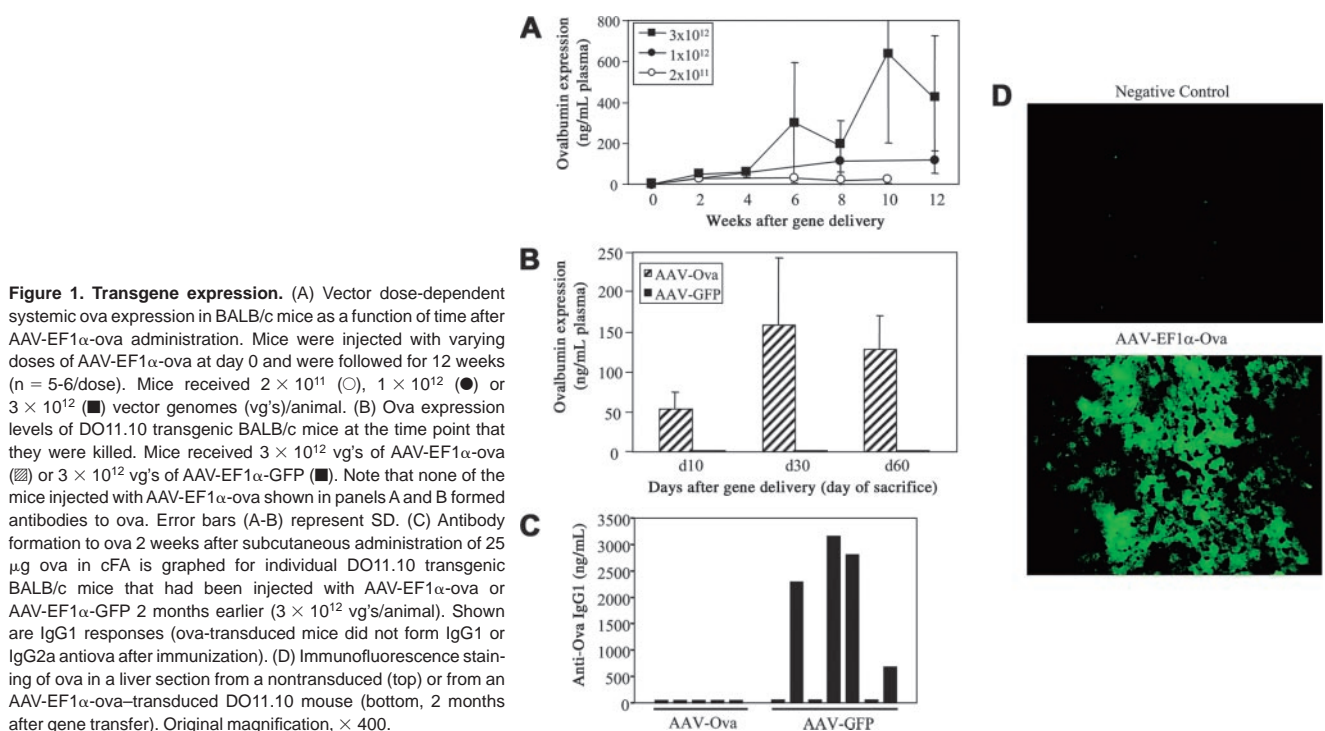 A
Ovalbumin expression
(ng/mL plasma)
800
600
400
200
0
3x10¹²
1x10¹²
2x10¹¹
0 2 4 6 8 10 12
Weeks after gene delivery
B
Ovalbumin expression
(ng/mL plasma)
250
200
150
100
50
0
AAV-Ova
AAV-GFP
d10 d30 d60
Days after gene delivery (day of sacrifice)
C
Anti-Ova IgG1 (ng/mL)
3500
3000
2500
2000
1500
1000
500
0
AAV-Ova AAV-GFP
D
Negative Control
AAV-EF1α-Ova
Figure 1. Transgene expression. (A) Vector dose-dependent
systemic ova expression in BALB/c mice as a function of time after
AAV-EF1α-ova administration. Mice were injected with varying
doses of AAV-EF1α-ova at day 0 and were followed for 12 weeks
(n = 5-6/dose). Mice received 2 × 10¹¹ (○), 1 × 10¹² (●) or
3 × 10¹² (■) vector genomes (vg's)/animal. (B) Ova expression
levels of DO11.10 transgenic BALB/c mice at the time point that
they were killed. Mice received 3 × 10¹² vg's of AAV-EF1α-ova
(▨) or 3 × 10¹² vg's of AAV-EF1α-GFP (■). Note that none of the
mice injected with AAV-EF1α-ova shown in panels A and B formed
antibodies to ova. Error bars (A-B) represent SD. (C) Antibody
formation to ova 2 weeks after subcutaneous administration of 25
μg ova in cFA is graphed for individual DO11.10 transgenic
BALB/c mice that had been injected with AAV-EF1α-ova or
AAV-EF1α-GFP 2 months earlier (3 × 10¹² vg's/animal). Shown
are IgG1 responses (ova-transduced mice did not form IgG1 or
IgG2a antiova after immunization). (D) Immunofluorescence stain-
ing of ova in a liver section from a nontransduced (top) or from an
AAV-EF1α-ova–transduced DO11.10 mouse (bottom, 2 months
after gene transfer). Original magnification, × 400.